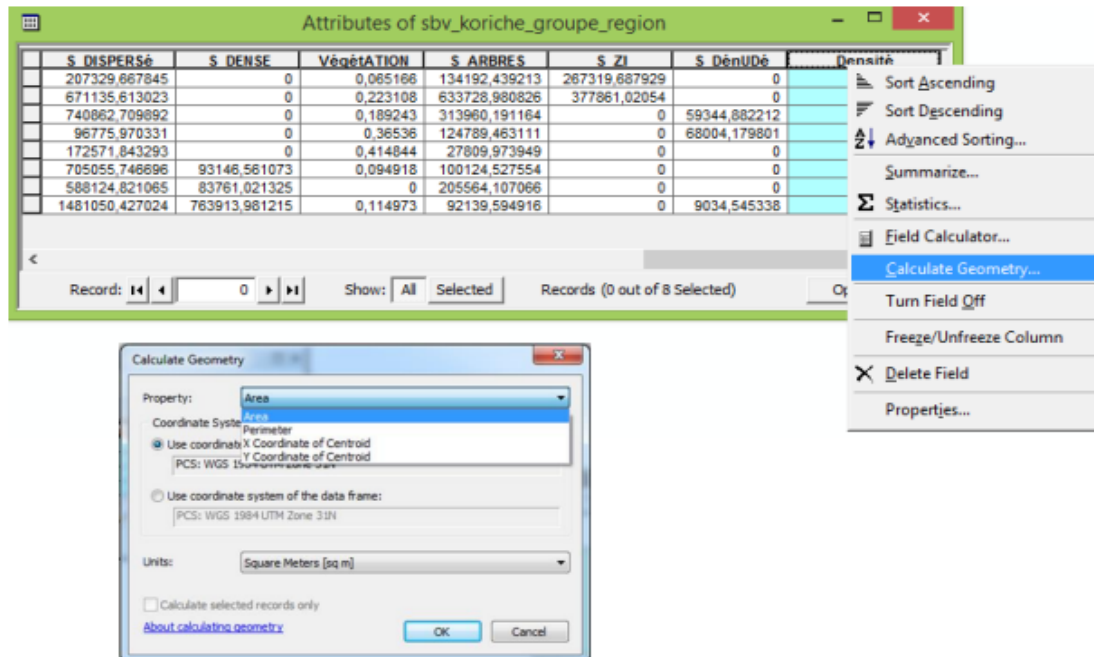 Attributes of sbv_koriche_groupe_region
S_DISPERSé S_DENSE VégétATION S_ARBRES S_ZI S_DénUDé Densité
207329,667845 0 0,065166 134192,439213 267319,687929 0
671135,613023 0 0,223108 633728,980826 377861,02054 0
740862,709892 0 0,189243 313960,191164 0 59344,882212
96775,970331 0 0,36536 124789,463111 0 68004,179801
172571,843293 0 0,414844 27809,973949 0 0
705055,746696 93146,561073 0,094918 100124,527554 0 0
588124,821065 83761,021325 0 205564,107066 0 0
1481050,427024 763913,981215 0,114973 92139,594916 0 9034,545338
Record: 0 Show: All Selected Records (0 out of 8 Selected) Op
Sort Ascending
Sort Descending
Advanced Sorting...
Summarize...
Σ Statistics...
Field Calculator...
Calculate Geometry...
Turn Field Off
Freeze/Unfreeze Column
Delete Field
Properties...
Calculate Geometry
Property: Area
Area
Perimeter
X Coordinate of Centroid
Y Coordinate of Centroid
Coordinate Syste
Use coordinat
PCS: WGS
Use coordinate system of the data frame:
PCS: WGS 1984 UTM Zone 31N
Units: Square Meters [sq m]
Calculate selected records only
About calculating geometry OK Cancel